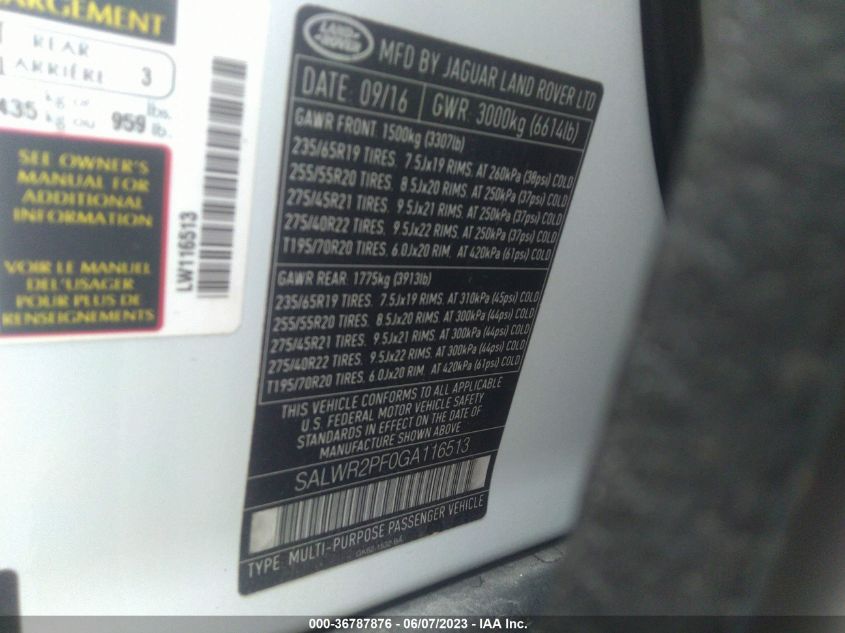 ARGEMENT
REAR
ARRIÈRE 3
435 kg or 959 lbs.
kg ou lb.
SEE OWNER'S
MANUAL FOR
ADDITIONAL
INFORMATION
VOIR LE MANUEL
DEL'USAGER
POUR PLUS DE
RENSEIGNEMENTS
LW116513
LAND
ROVER
MFD BY JAGUAR LAND ROVER LTD
DATE 09/16 GWR 3000kg (6614lb)
GAWR FRONT 1500kg (3307lb)
235/65R19 TIRES. 7.5Jx19 RIMS. AT 260kPa (38psi) COLD
255/55R20 TIRES. 8.5Jx20 RIMS. AT 250kPa (37psi) COLD
275/45R21 TIRES. 9.5Jx21 RIMS. AT 250kPa (37psi) COLD
275/40R22 TIRES. 9.5Jx22 RIMS. AT 250kPa (37psi) COLD
T195/70R20 TIRES. 6.0Jx20 RIM. AT 420kPa (61psi) COLD
GAWR REAR: 1775kg (3913lb)
235/65R19 TIRES. 7.5Jx19 RIMS. AT 310kPa (45psi) COLD
255/55R20 TIRES. 8.5Jx20 RIMS. AT 300kPa (44psi) COLD
275/45R21 TIRES. 9.5Jx21 RIMS. AT 300kPa (44psi) COLD
275/40R22 TIRES. 9.5Jx22 RIMS. AT 300kPa (44psi) COLD
T195/70R20 TIRES. 6.0Jx20 RIM. AT 420kPa (61psi) COLD
THIS VEHICLE CONFORMS TO ALL APPLICABLE
U.S. FEDERAL MOTOR VEHICLE SAFETY
STANDARDS IN EFFECT ON THE DATE OF
MANUFACTURE SHOWN ABOVE
SALWR2PF0GA116513
TYPE: MULTI-PURPOSE PASSENGER VEHICLE
000-36787876 - 06/07/2023 - IAA Inc.